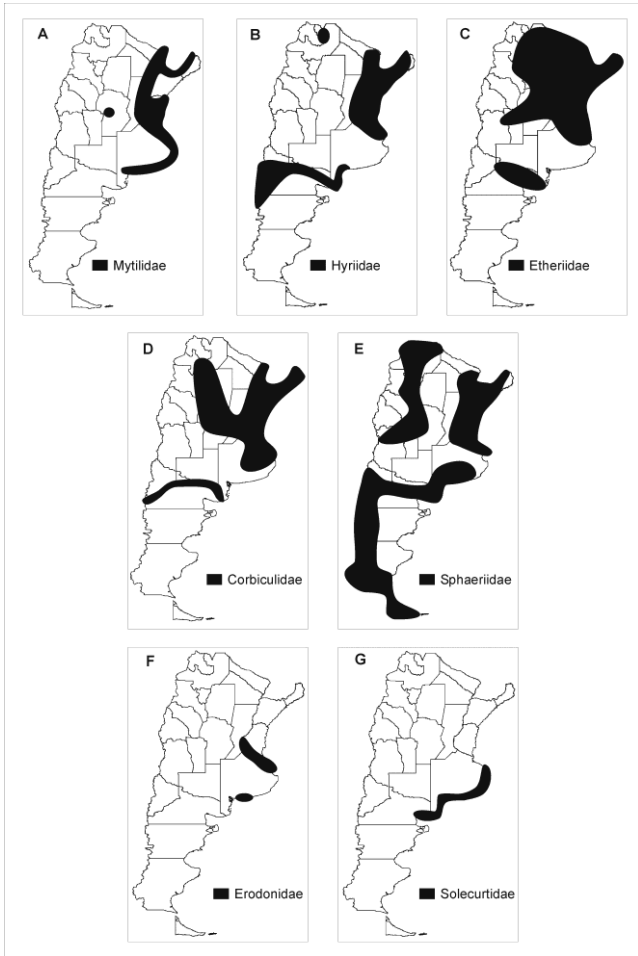 A
Mytilidae
B
Hyriidae
C
Etheriidae
D
Corbiculidae
E
Sphaeriidae
F
Erodonidae
G
Solecurtidae